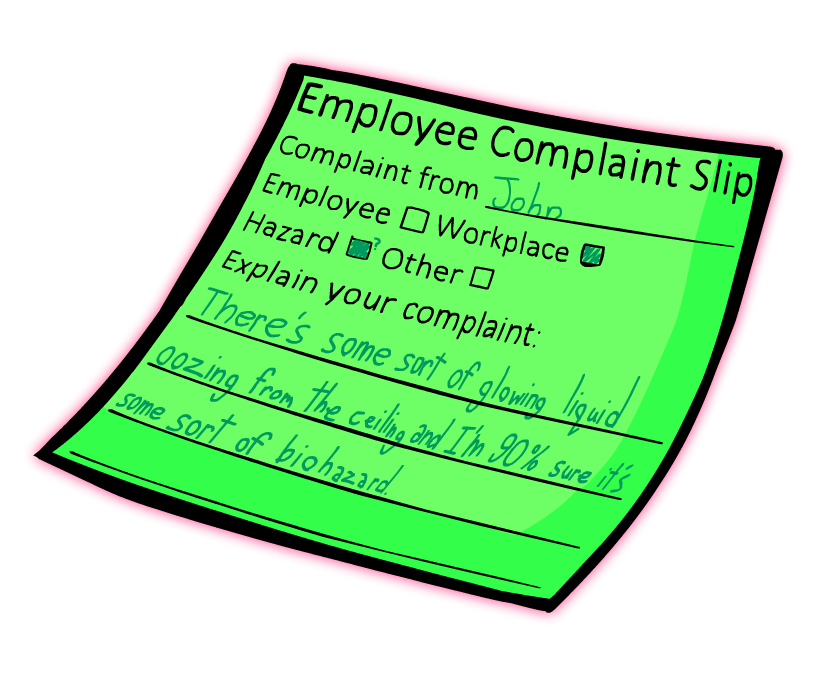 Employee Complaint Slip
Complaint from John
Employee Workplace
Hazard ? Other
Explain your complaint:
There's some sort of glowing liquid
oozing from the ceiling and I'm 90% sure it's
some sort of biohazard.